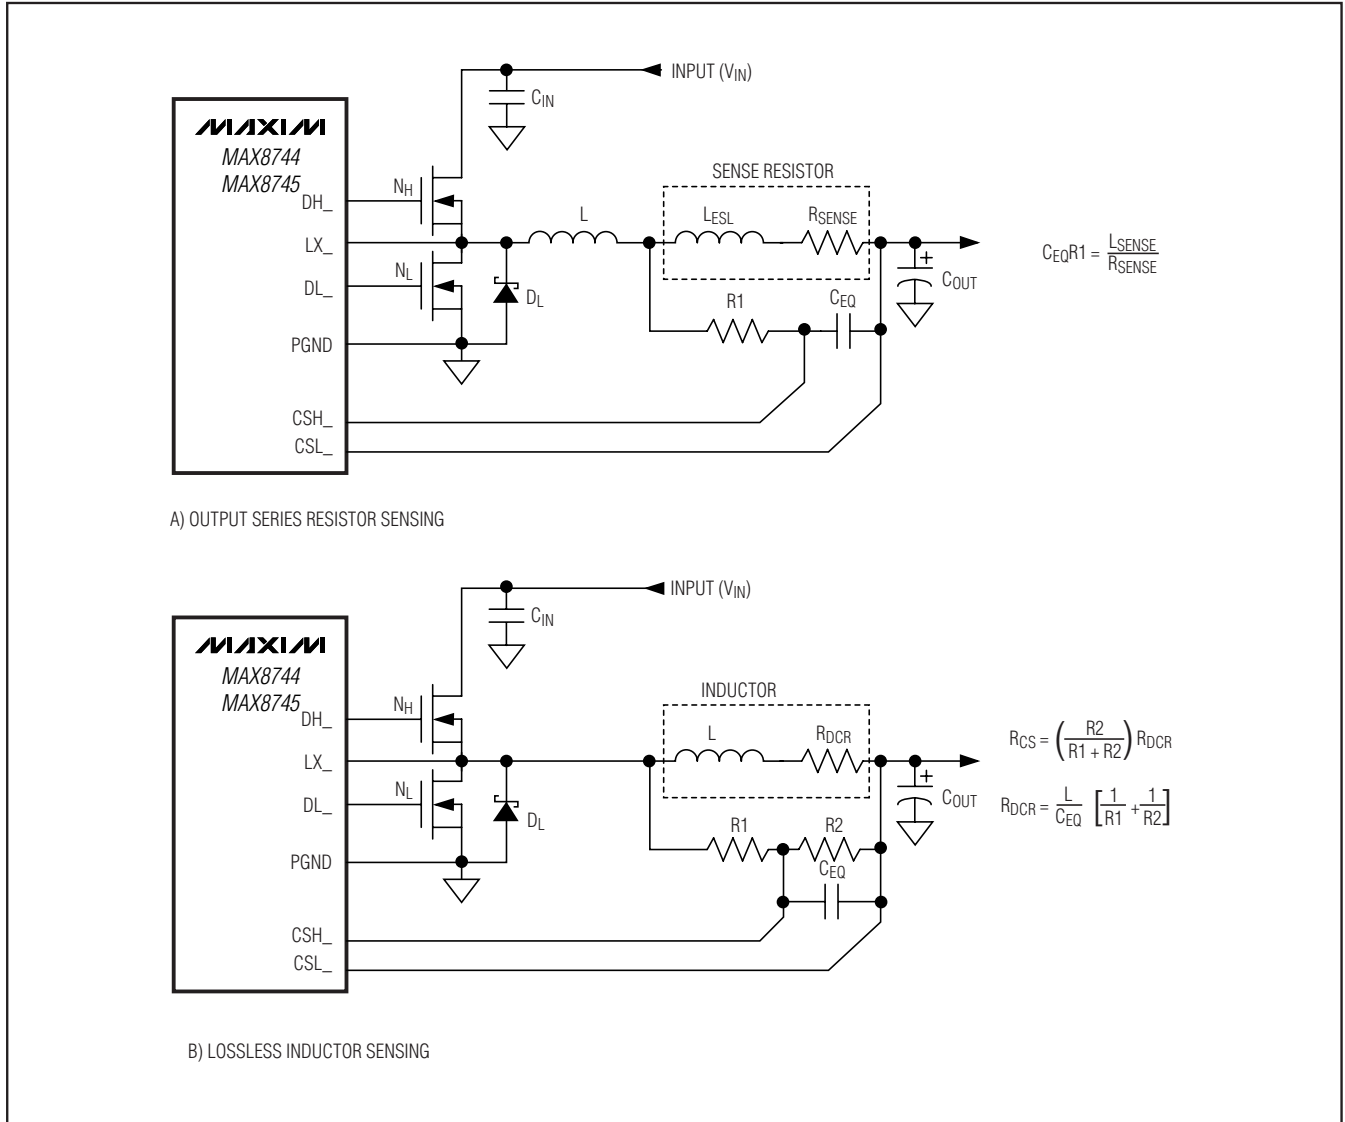 INPUT (VIN)
CIN
MAXIM
MAX8744
MAX8745
DH_
NH
SENSE RESISTOR
L
LESL
RSENSE
LX_
CEQR1 = LSENSE
RSENSE
NL
DL_
DL
+
COUT
R1
CEQ
PGND
CSH_
CSL_
A) OUTPUT SERIES RESISTOR SENSING
INPUT (VIN)
CIN
MAXIM
MAX8744
MAX8745
DH_
NH
INDUCTOR
L
RDCR
LX_
RCS = (R2 / R1 + R2) RDCR
NL
DL_
DL
+
COUT
RDCR = L / CEQ [1 / R1 + 1 / R2]
R1
R2
CEQ
PGND
CSH_
CSL_
B) LOSSLESS INDUCTOR SENSING